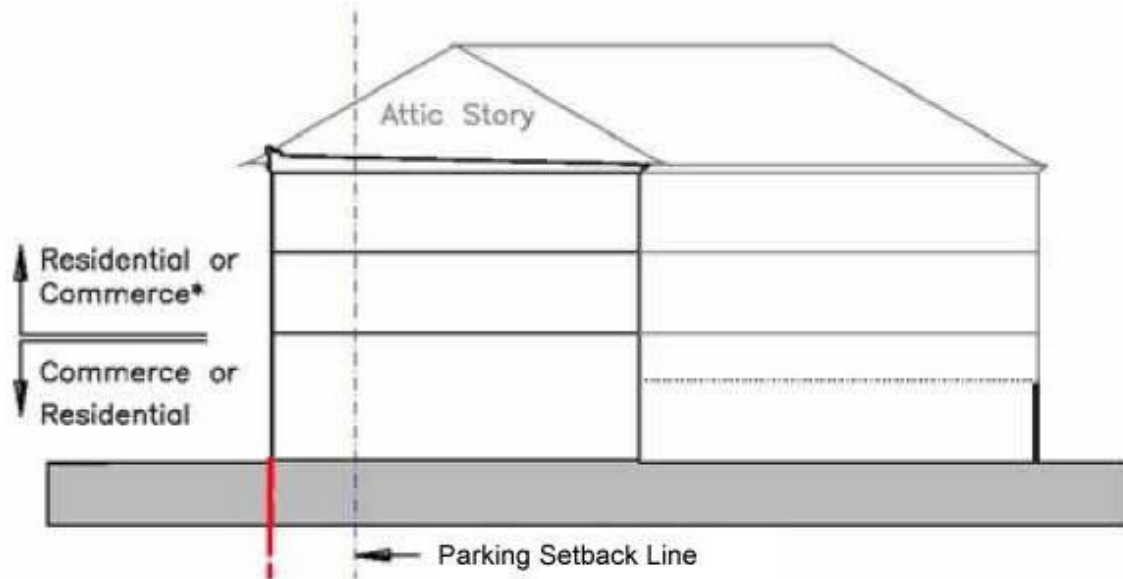 Attic Story
Residential or
Commerce*
Commerce or
Residential
Parking Setback Line